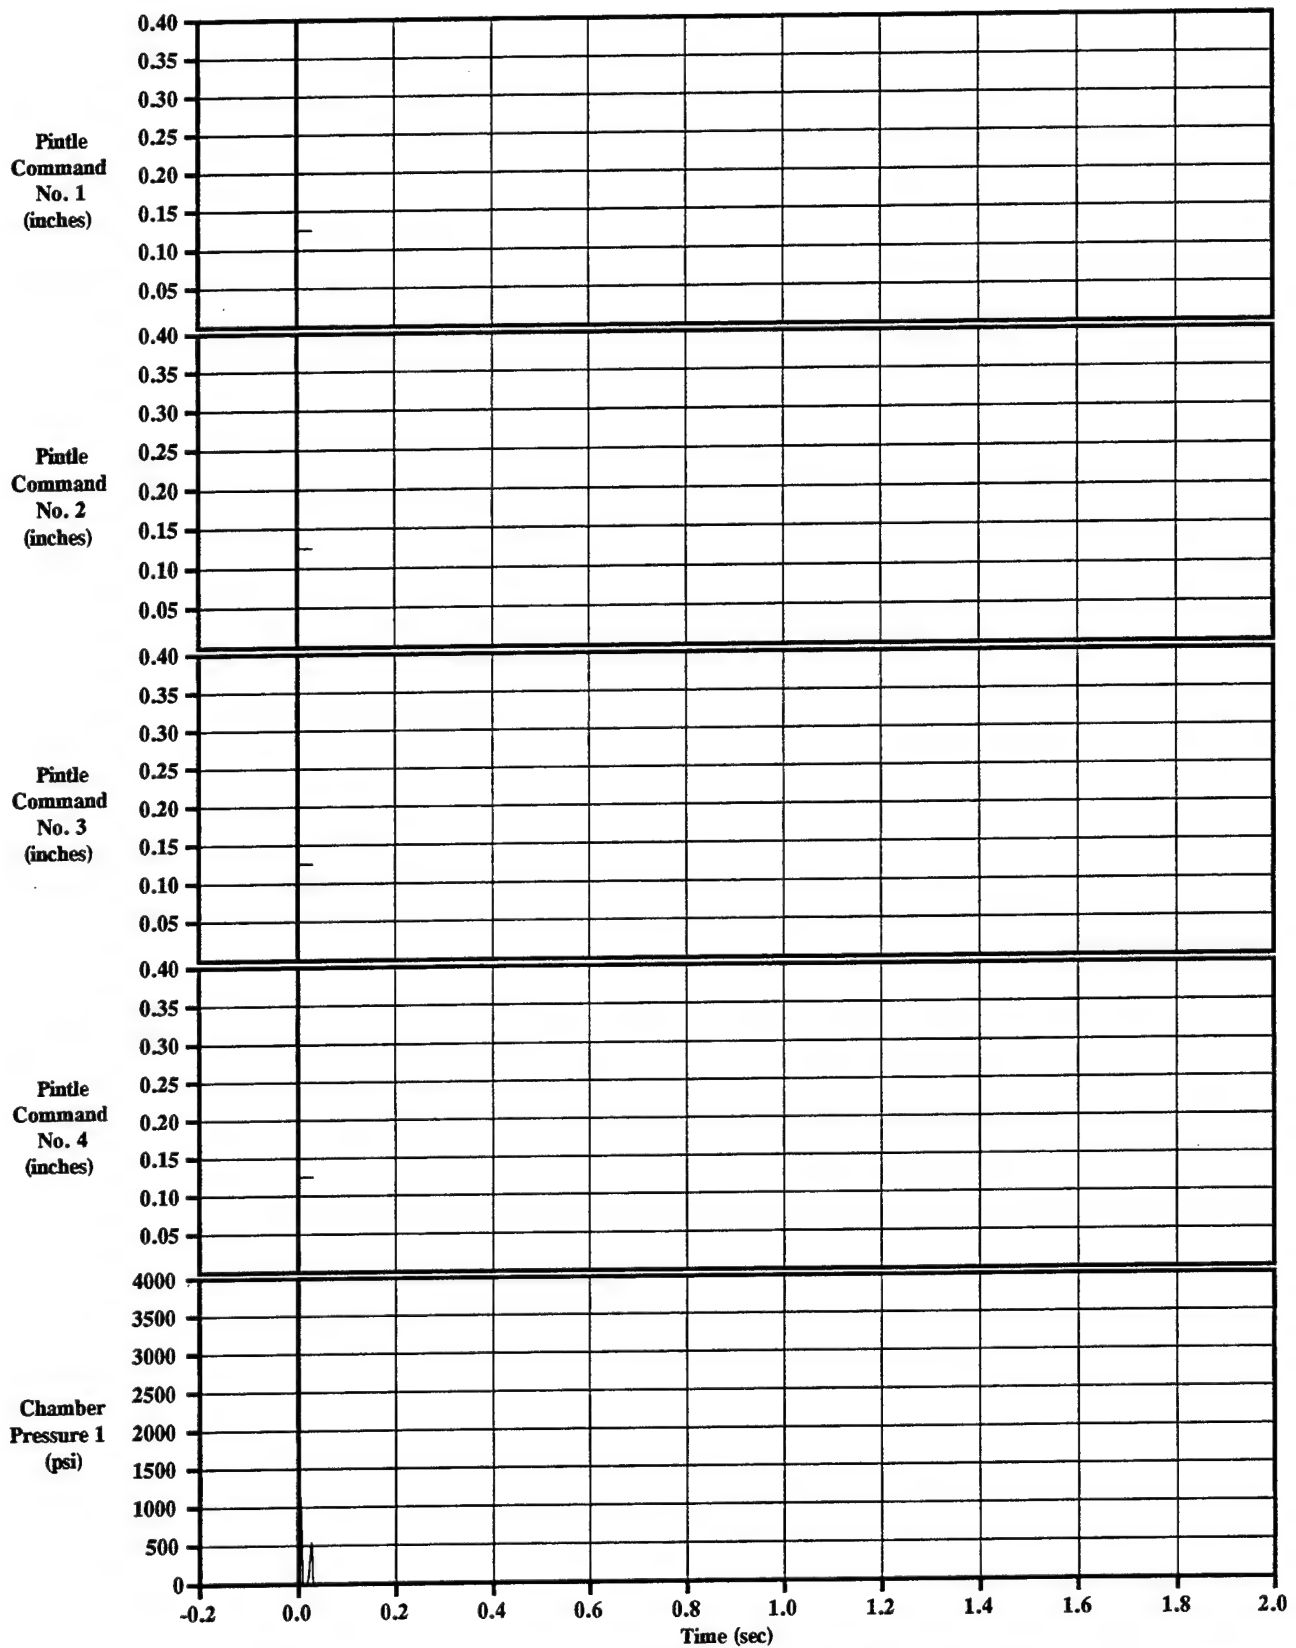 0.40
0.35
0.30
0.25
0.20
0.15
0.10
0.05
Pintle
Command
No. 1
(inches)
0.40
0.35
0.30
0.25
0.20
0.15
0.10
0.05
Pintle
Command
No. 2
(inches)
0.40
0.35
0.30
0.25
0.20
0.15
0.10
0.05
Pintle
Command
No. 3
(inches)
0.40
0.35
0.30
0.25
0.20
0.15
0.10
0.05
Pintle
Command
No. 4
(inches)
4000
3500
3000
2500
2000
1500
1000
500
0
Chamber
Pressure 1
(psi)
-0.2 0.0 0.2 0.4 0.6 0.8 1.0 1.2 1.4 1.6 1.8 2.0
Time (sec)